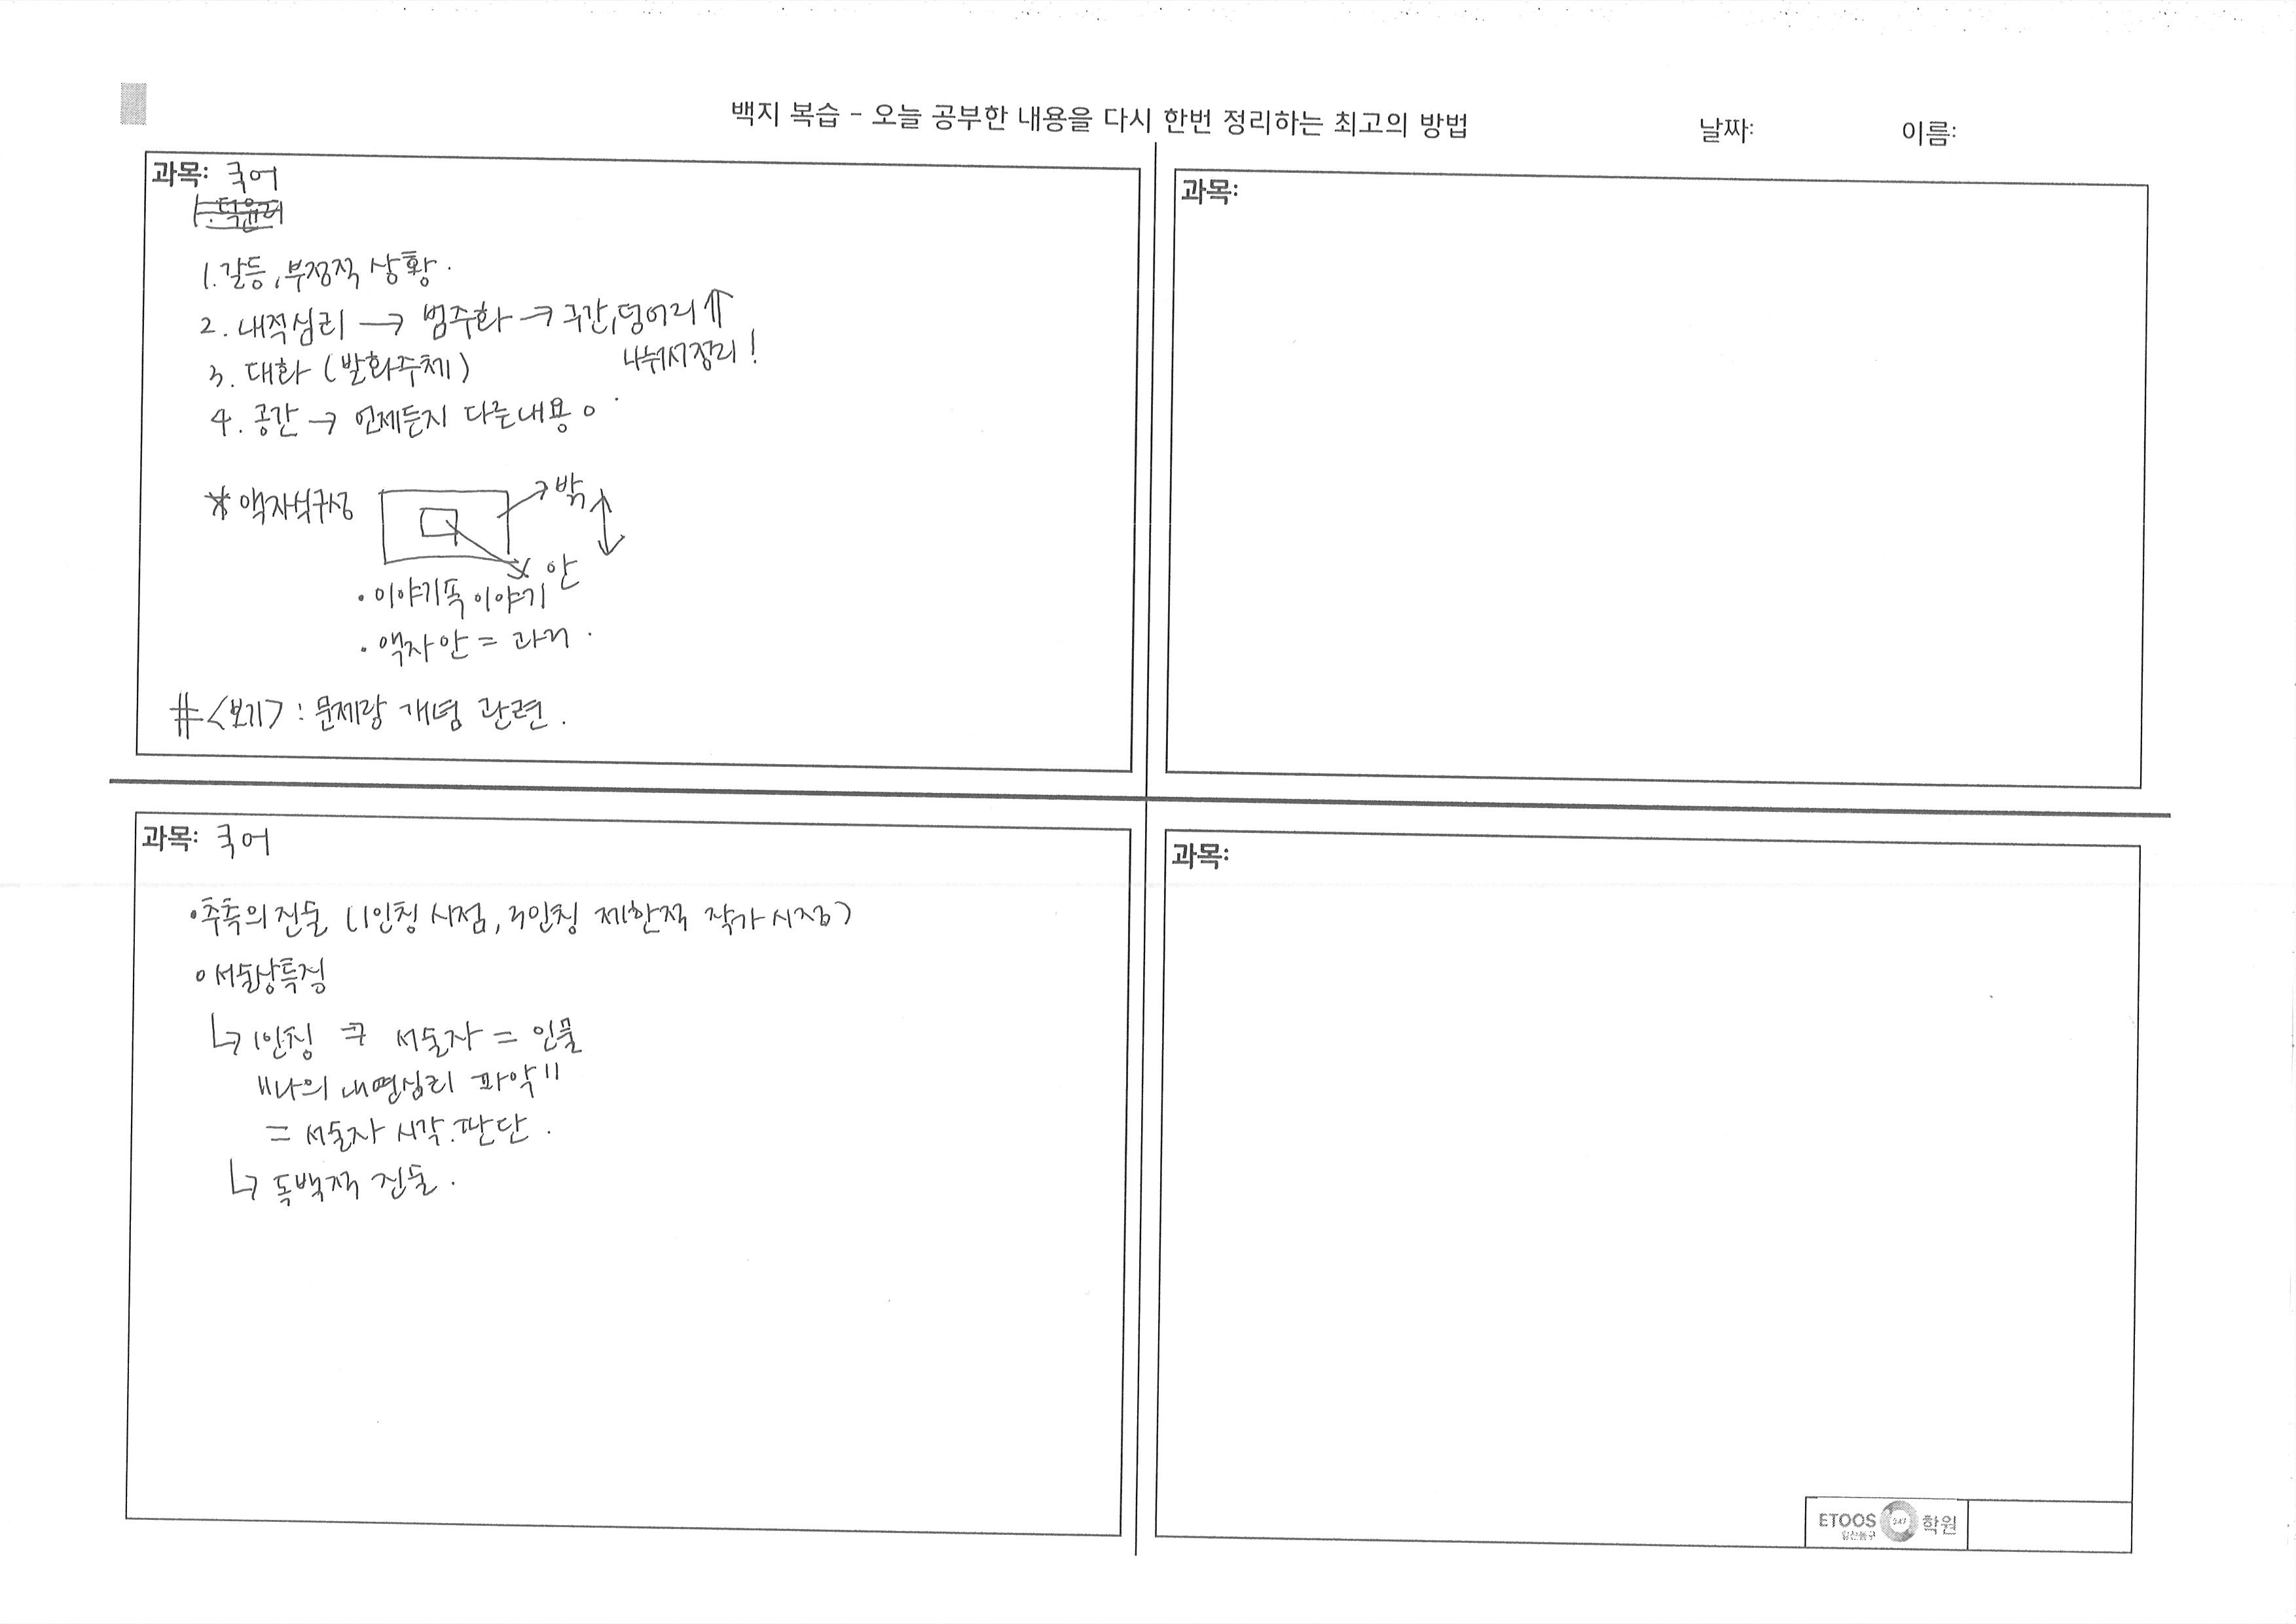 백지 복습 - 오늘 공부한 내용을 다시 한번 정리하는 최고의 방법
날짜:
이름:
과목: 국어
1. 갈등, 부정적 상황.
2. 내적심리 → 범주화 → 구간, 덩어리 ⇑
나눠서 정리!
3. 대화 (발화주체)
4. 공간 → 언제든지 다른내용 o
* 액자식구성
밖
안
· 이야기 속 이야기
· 액자 안 = 과거.
# <보기> : 문제랑 개념 관련.
과목:
과목: 국어
· 추측의 진술 (1인칭 시점, 3인칭 제한적 작가 시점)
∘ 서술상특징
↳ 1인칭 → 서술자 = 인물
"나의 내면심리 파악"
= 서술자 시각.판단.
↳ 독백적 진술.
과목:
ETOOS 247 학원
일산동구